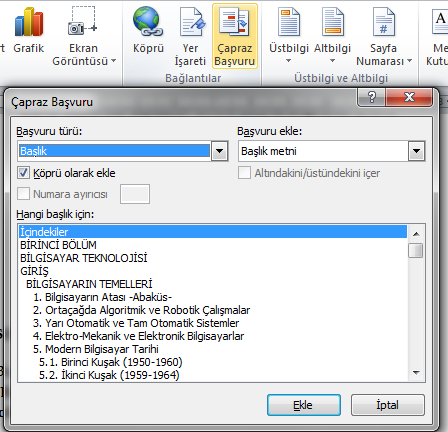 Grafik
Ekran
Görüntüsü
Köprü
Yer
İşareti
Çapraz
Başvuru
Bağlantılar
Üstbilgi
Altbilgi
Sayfa
Numarası
Üstbilgi ve Altbilgi
Çapraz Başvuru
Başvuru türü:
Başvuru ekle:
Başlık
Başlık metni
Köprü olarak ekle
Altındakini/üstündekini içer
Numara ayırıcısı
Hangi başlık için:
İçindekiler
BİRİNCİ BÖLÜM
BİLGİSAYAR TEKNOLOJİSİ
GİRİŞ
BİLGİSAYARIN TEMELLERİ
1. Bilgisayarın Atası -Abaküs-
2. Ortaçağda Algoritmik ve Robotik Çalışmalar
3. Yarı Otomatik ve Tam Otomatik Sistemler
4. Elektro-Mekanik ve Elektronik Bilgisayarlar
5. Modern Bilgisayar Tarihi
5.1. Birinci Kuşak (1950-1960)
5.2. İkinci Kuşak (1959-1964)
Ekle
İptal